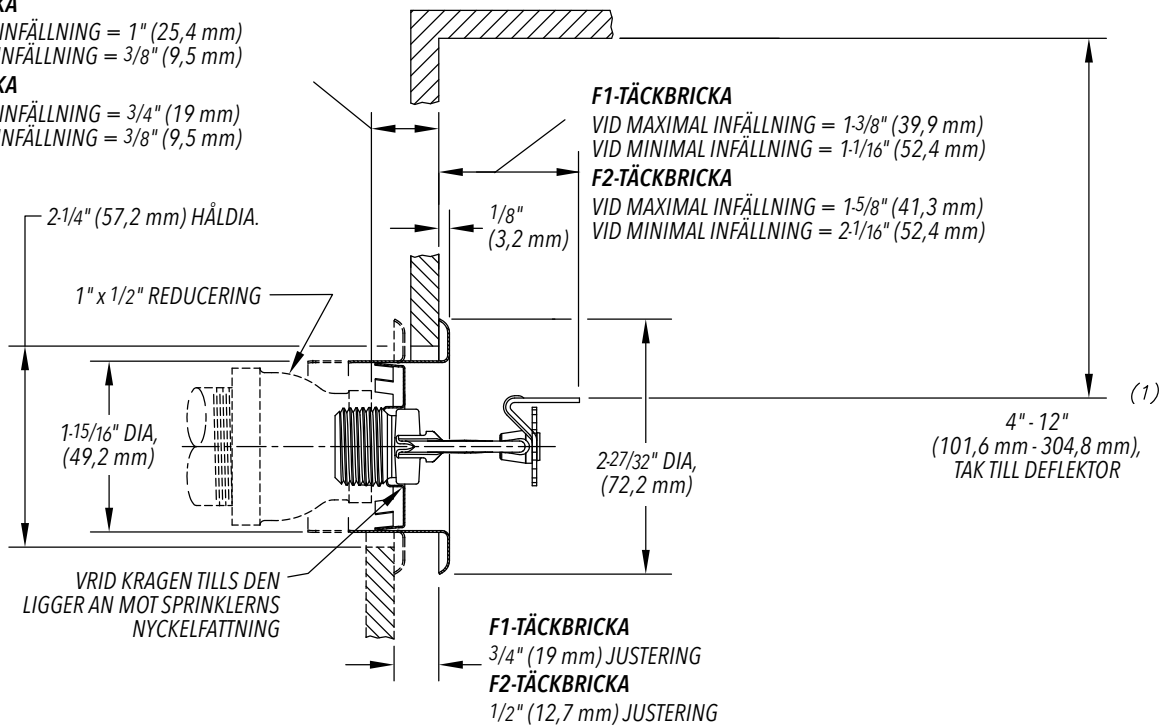 KA
INFÄLLNING = 1" (25,4 mm)
INFÄLLNING = 3/8" (9,5 mm)
KA
INFÄLLNING = 3/4" (19 mm)
INFÄLLNING = 3/8" (9,5 mm)
F1-TÄCKBRICKA
VID MAXIMAL INFÄLLNING = 1-3/8" (39,9 mm)
VID MINIMAL INFÄLLNING = 1-1/16" (52,4 mm)
F2-TÄCKBRICKA
VID MAXIMAL INFÄLLNING = 1-5/8" (41,3 mm)
VID MINIMAL INFÄLLNING = 2-1/16" (52,4 mm)
2-1/4" (57,2 mm) HÅLDIA.
1/8"
(3,2 mm)
1" x 1/2" REDUCERING
1-15/16" DIA,
(49,2 mm)
2-27/32" DIA,
(72,2 mm)
(1)
4" - 12"
(101,6 mm - 304,8 mm),
TAK TILL DEFLEKTOR
VRID KRAGEN TILLS DEN
LIGGER AN MOT SPRINKLERNS
NYCKELFATTNING
F1-TÄCKBRICKA
3/4" (19 mm) JUSTERING
F2-TÄCKBRICKA
1/2" (12,7 mm) JUSTERING